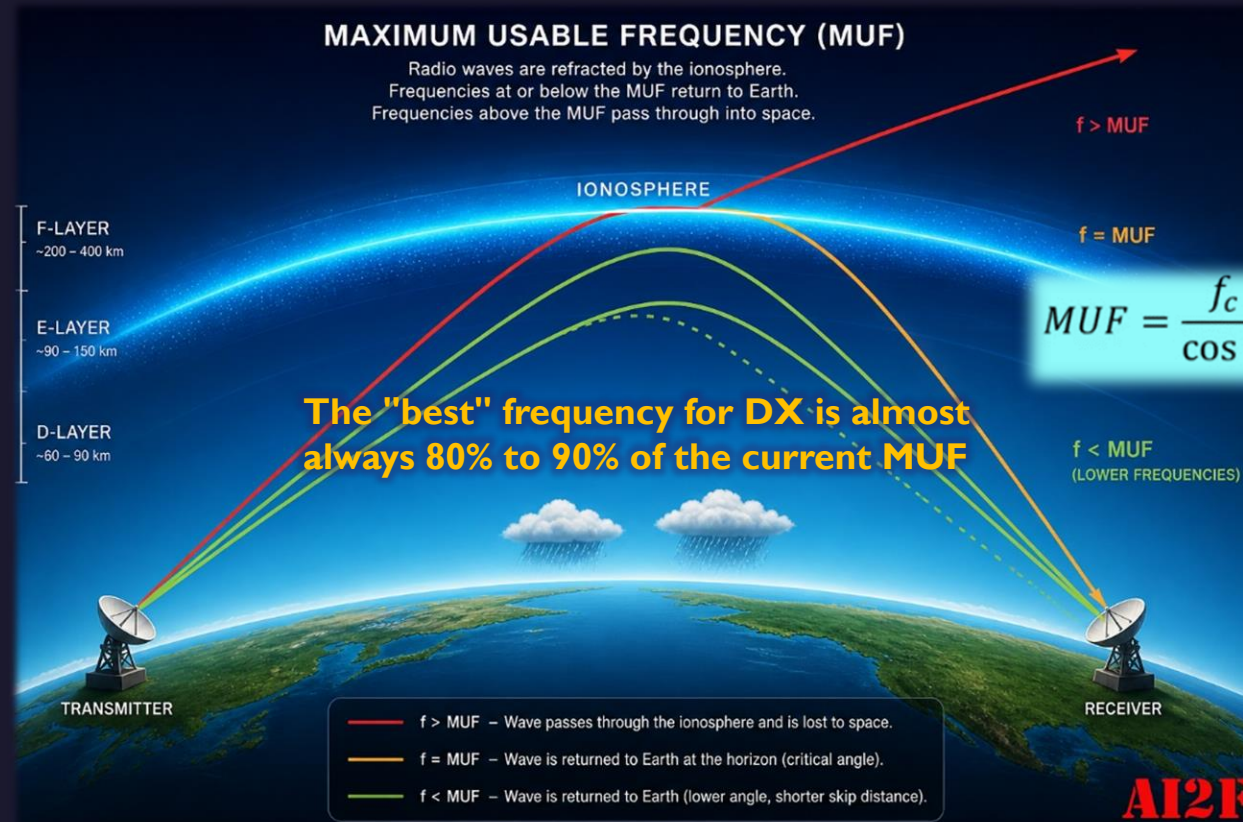 MAXIMUM USABLE FREQUENCY (MUF)
Radio waves are refracted by the ionosphere.
Frequencies at or below the MUF return to Earth.
Frequencies above the MUF pass through into space.
f > MUF
IONOSPHERE
F-LAYER
~200 – 400 km
f = MUF
MUF = fc / cos
E-LAYER
~90 – 150 km
The "best" frequency for DX is almost
always 80% to 90% of the current MUF
D-LAYER
~60 – 90 km
f < MUF
(LOWER FREQUENCIES)
TRANSMITTER
RECEIVER
f > MUF – Wave passes through the ionosphere and is lost to space.
f = MUF – Wave is returned to Earth at the horizon (critical angle).
f < MUF – Wave is returned to Earth (lower angle, shorter skip distance).